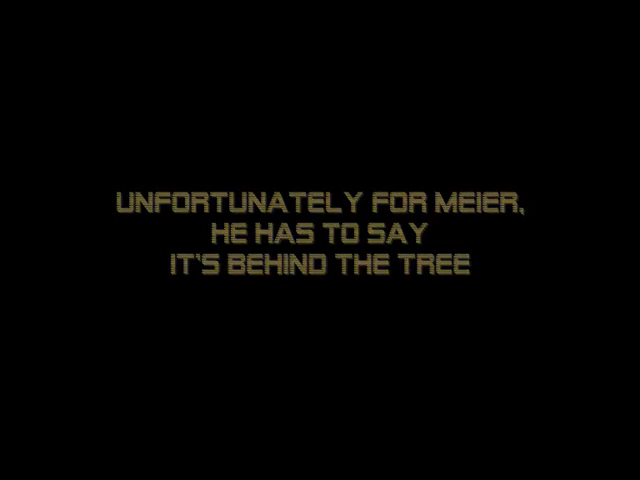 UNFORTUNATELY FOR MEIER,
HE HAS TO SAY
IT'S BEHIND THE TREE